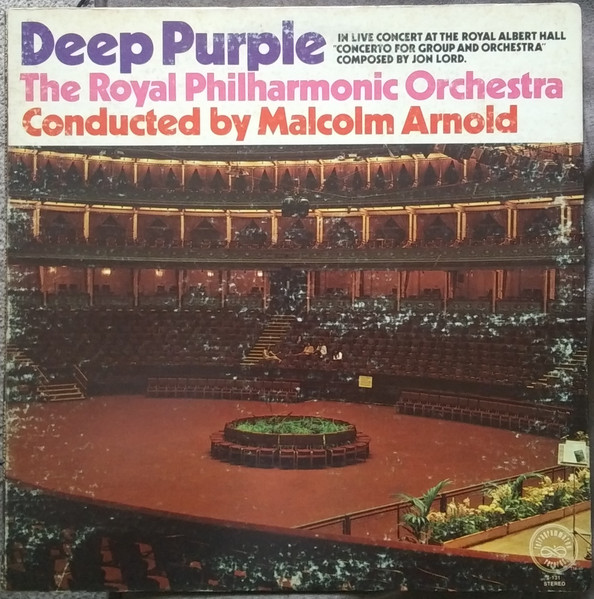 Deep Purple
IN LIVE CONCERT AT THE ROYAL ALBERT HALL
"CONCERTO FOR GROUP AND ORCHESTRA"
COMPOSED BY JON LORD.
The Royal Philharmonic Orchestra
Conducted by Malcolm Arnold
STEREO